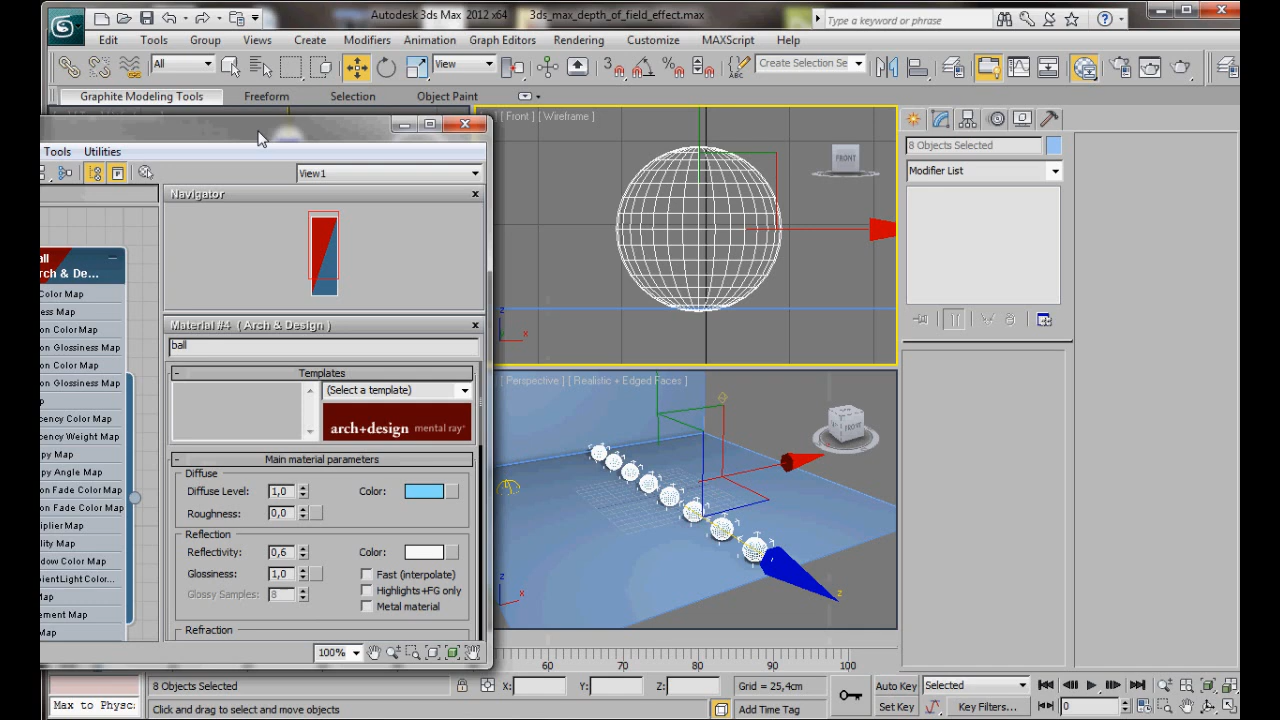 Autodesk 3ds Max 2012 x64 3ds_max_depth_of_field_effect.max Type a keyword or phrase
Edit Tools Group Views Create Modifiers Animation Graph Editors Rendering Customize MAXScript Help
All View 3 Create Selection Se
Graphite Modeling Tools Freeform Selection Object Paint
[ Front ] [ Wireframe ]
FRONT
8 Objects Selected
Modifier List
Tools Utilities
View1
Navigator
all
rch & De...
Color Map
ess Map
on Color Map
on Glossiness Map
on Color Map
on Glossiness Map
p
cency Color Map
cency Weight Map
py Map
py Angle Map
on Fade Color Map
on Fade Color Map
plier Map
lity Map
dow Color Map
bientLight Color...
Map
ement Map
Map
Material #4 ( Arch & Design )
ball
Templates
(Select a template)
arch+design mental ray
Main material parameters
Diffuse
Diffuse Level: 1,0 Color:
Roughness: 0,0
Reflection
Reflectivity: 0,6 Color:
Glossiness: 1,0 Fast (interpolate)
Glossy Samples: 8 Highlights+FG only
Metal material
Refraction
100%
z
x
Perspective ] [ Realistic + Edged Faces ]
FRONT
z
z
x
60 70 80 90 100
8 Objects Selected X: Y: Z: Grid = 25,4cm Auto Key Selected
Max to Physc: Click and drag to select and move objects Add Time Tag Set Key Key Filters... 0